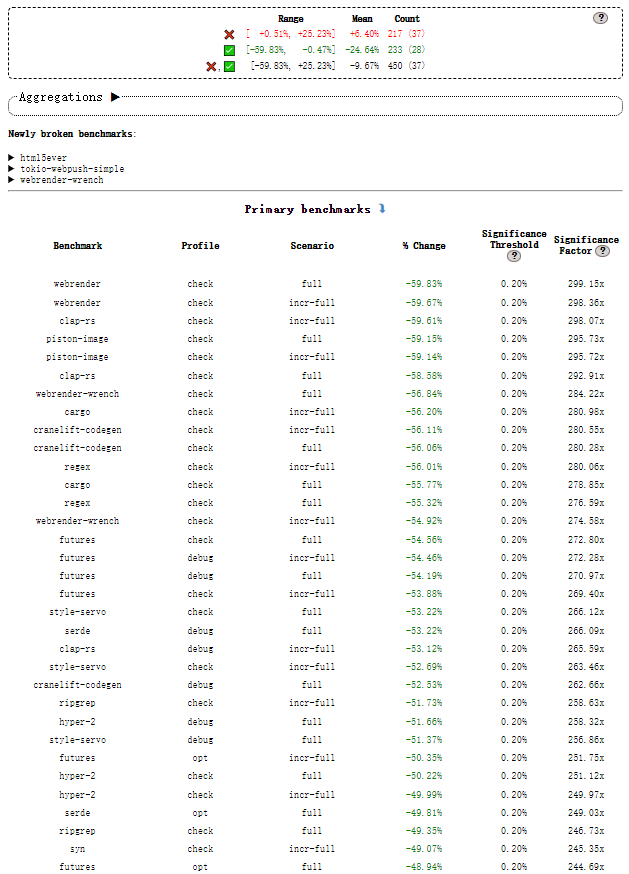 Range Mean Count
?
[ +0.51%, +25.23%] +6.40% 217 (37)
[-59.83%, -0.47%] -24.64% 233 (28)
, [-59.83%, +25.23%] -9.67% 450 (37)
Aggregations ▶
Newly broken benchmarks:
▶ html5ever
▶ tokio-webpush-simple
▶ webrender-wrench
Primary benchmarks
Benchmark Profile Scenario % Change Significance Threshold ? Significance Factor ?
webrender check full -59.83% 0.20% 299.15x
webrender check incr-full -59.67% 0.20% 298.36x
clap-rs check incr-full -59.61% 0.20% 298.07x
piston-image check full -59.15% 0.20% 295.73x
piston-image check incr-full -59.14% 0.20% 295.72x
clap-rs check full -58.58% 0.20% 292.91x
webrender-wrench check full -56.84% 0.20% 284.22x
cargo check incr-full -56.20% 0.20% 280.98x
cranelift-codegen check incr-full -56.11% 0.20% 280.55x
cranelift-codegen check full -56.06% 0.20% 280.28x
regex check incr-full -56.01% 0.20% 280.06x
cargo check full -55.77% 0.20% 278.85x
regex check full -55.32% 0.20% 276.59x
webrender-wrench check incr-full -54.92% 0.20% 274.58x
futures check full -54.56% 0.20% 272.80x
futures debug incr-full -54.46% 0.20% 272.28x
futures debug full -54.19% 0.20% 270.97x
futures check incr-full -53.88% 0.20% 269.40x
style-servo check full -53.22% 0.20% 266.12x
serde debug full -53.22% 0.20% 266.09x
clap-rs debug incr-full -53.12% 0.20% 265.59x
style-servo check incr-full -52.69% 0.20% 263.46x
cranelift-codegen debug full -52.53% 0.20% 262.66x
ripgrep check incr-full -51.73% 0.20% 258.63x
hyper-2 debug full -51.66% 0.20% 258.32x
style-servo debug full -51.37% 0.20% 256.86x
futures opt incr-full -50.35% 0.20% 251.75x
hyper-2 check full -50.22% 0.20% 251.12x
hyper-2 check incr-full -49.99% 0.20% 249.97x
serde opt full -49.81% 0.20% 249.03x
ripgrep check full -49.35% 0.20% 246.73x
syn check incr-full -49.07% 0.20% 245.35x
futures opt full -48.94% 0.20% 244.69x